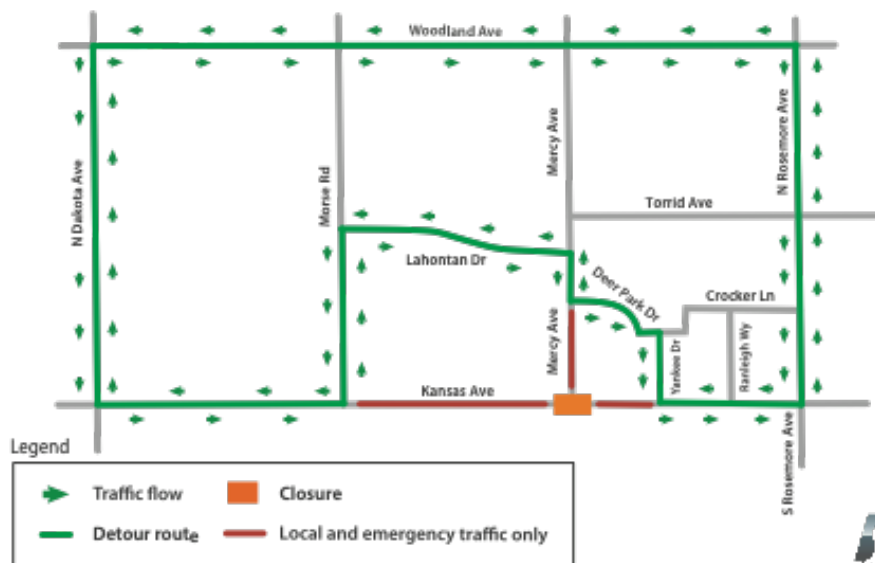 Woodland Ave
N Dakota Ave
Morse Rd
Mercy Ave
N Rosemore Ave
Torrid Ave
Lahontan Dr
Deer Park Dr
Crocker Ln
Mercy Ave
Yankee Dr
Ranleigh Wy
Kansas Ave
S Rosemore Ave
Legend
Traffic flow
Closure
Detour route
Local and emergency traffic only